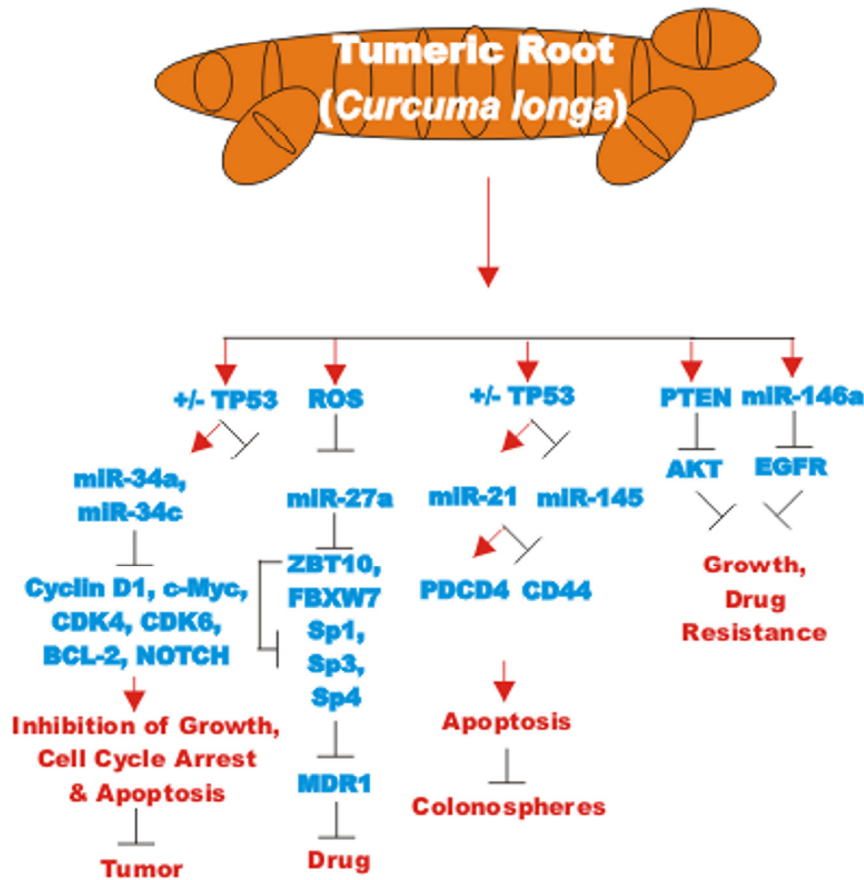 Tumeric Root
(Curcuma longa)
+/- TP53
ROS
+/- TP53
PTEN
miR-146a
miR-34a,
miR-34c
miR-27a
miR-21
miR-145
AKT
EGFR
Cyclin D1, c-Myc,
CDK4, CDK6,
BCL-2, NOTCH
ZBT10,
FBXW7
Sp1,
Sp3,
Sp4
PDCD4
CD44
Growth,
Drug
Resistance
Inhibition of Growth,
Cell Cycle Arrest
& Apoptosis
MDR1
Apoptosis
Colonospheres
Tumor
Drug